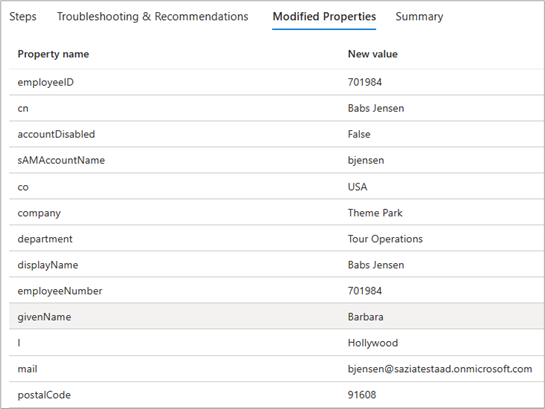 Steps Troubleshooting & Recommendations Modified Properties Summary
Property name New value
employeeID 701984
cn Babs Jensen
accountDisabled False
sAMAccountName bjensen
co USA
company Theme Park
department Tour Operations
displayName Babs Jensen
employeeNumber 701984
givenName Barbara
l Hollywood
mail bjensen@saziatestaad.onmicrosoft.com
postalCode 91608